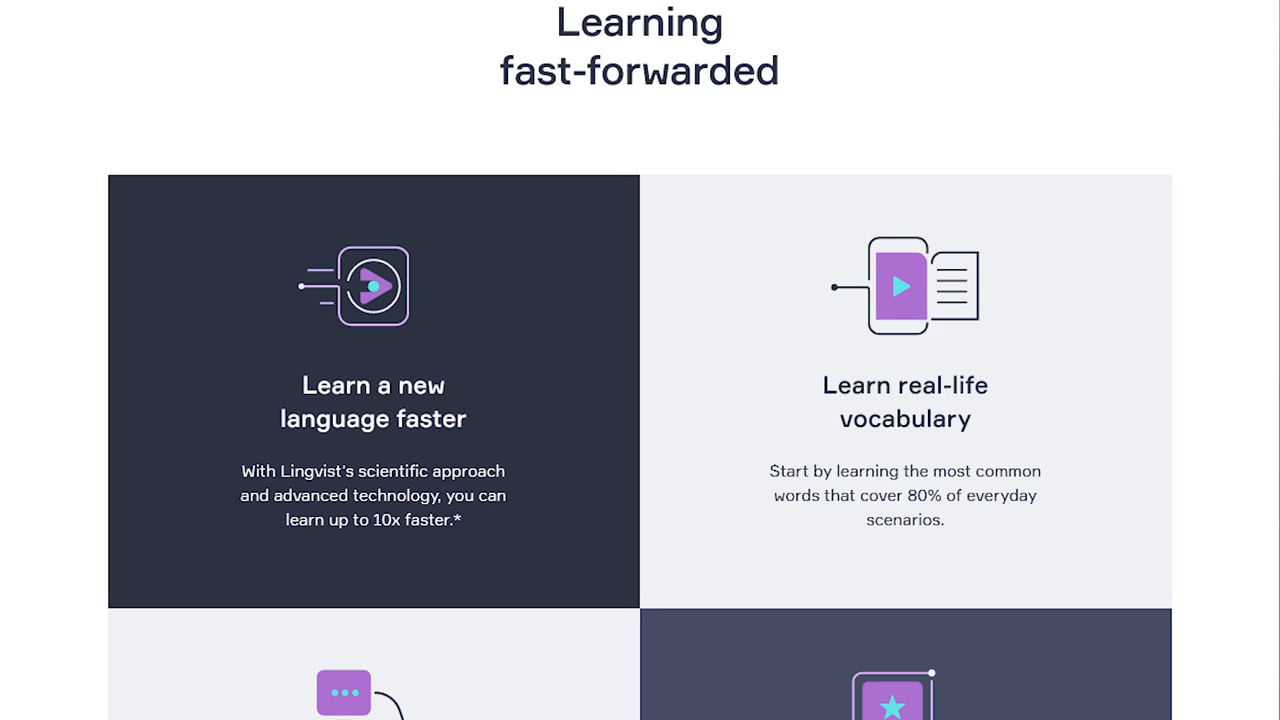 Learning
fast-forwarded
Learn a new
language faster
With Lingvist's scientific approach
and advanced technology, you can
learn up to 10x faster.*
Learn real-life
vocabulary
Start by learning the most common
words that cover 80% of everyday
scenarios.